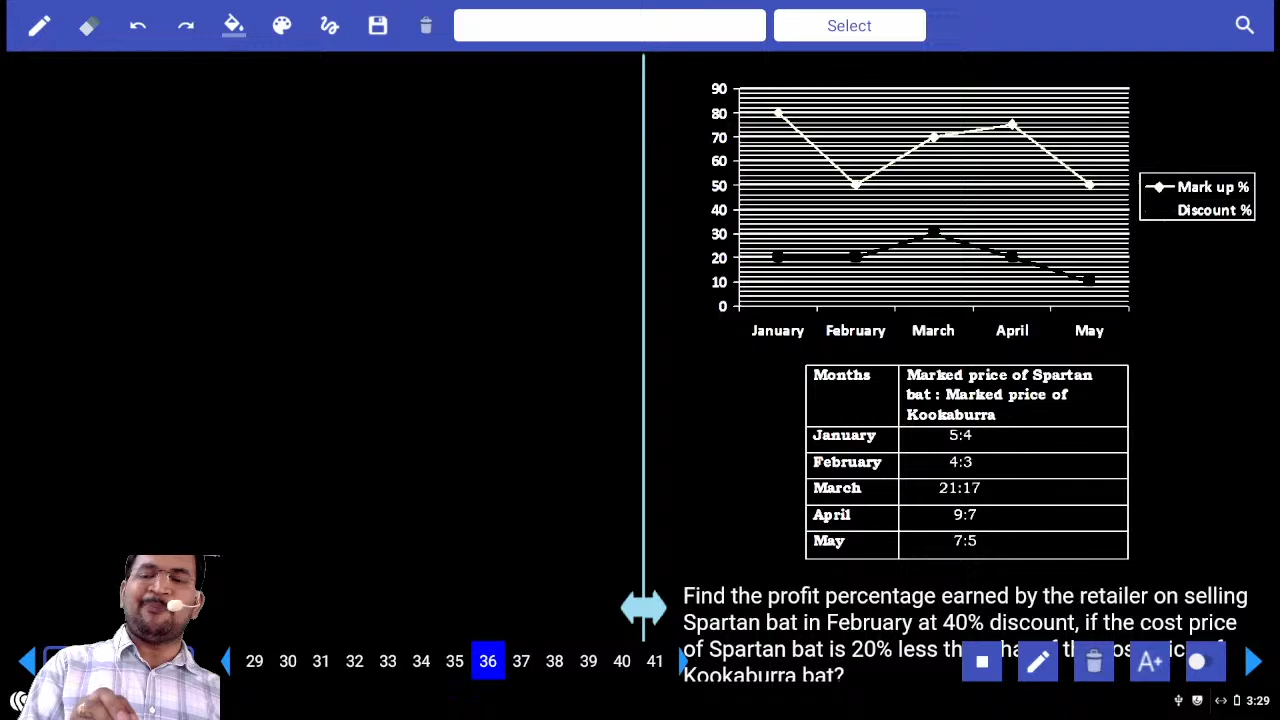 Select
90
80
70
60
50
40
30
20
10
0
January February March April May
Mark up %
Discount %
Months Marked price of Spartan
bat : Marked price of
Kookaburra
January 5:4
February 4:3
March 21:17
April 9:7
May 7:5
Find the profit percentage earned by the retailer on selling
Spartan bat in February at 40% discount, if the cost price
of Spartan bat is 20% less
Kookaburra bat?
29 30 31 32 33 34 35 36 37 38 39 40 41
A+
3:29